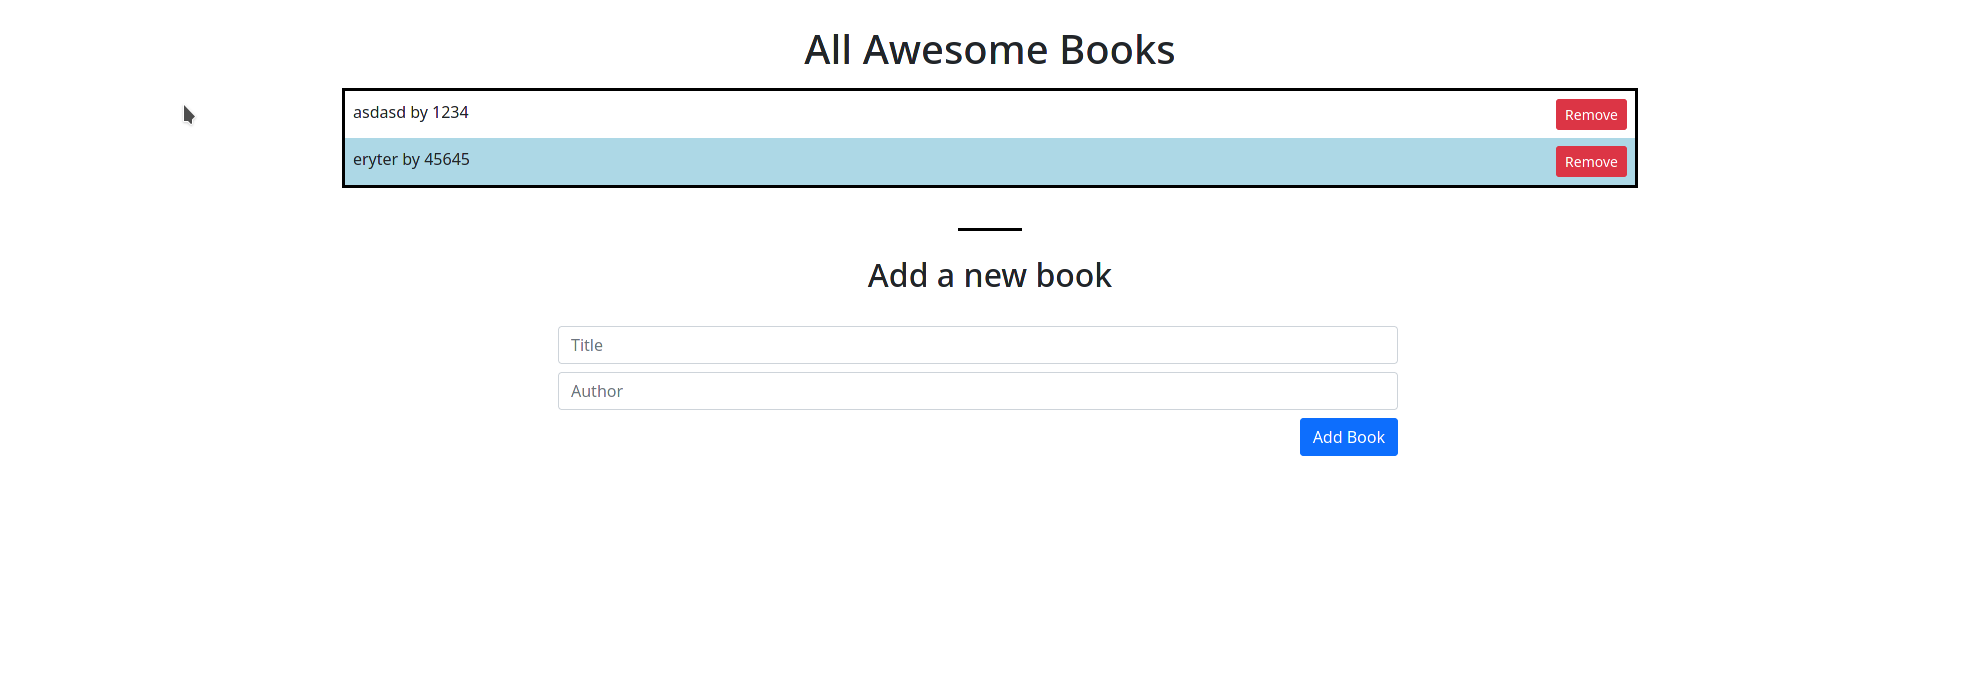 All Awesome Books
asdasd by 1234 Remove
eryter by 45645 Remove
Add a new book
Title
Author
Add Book